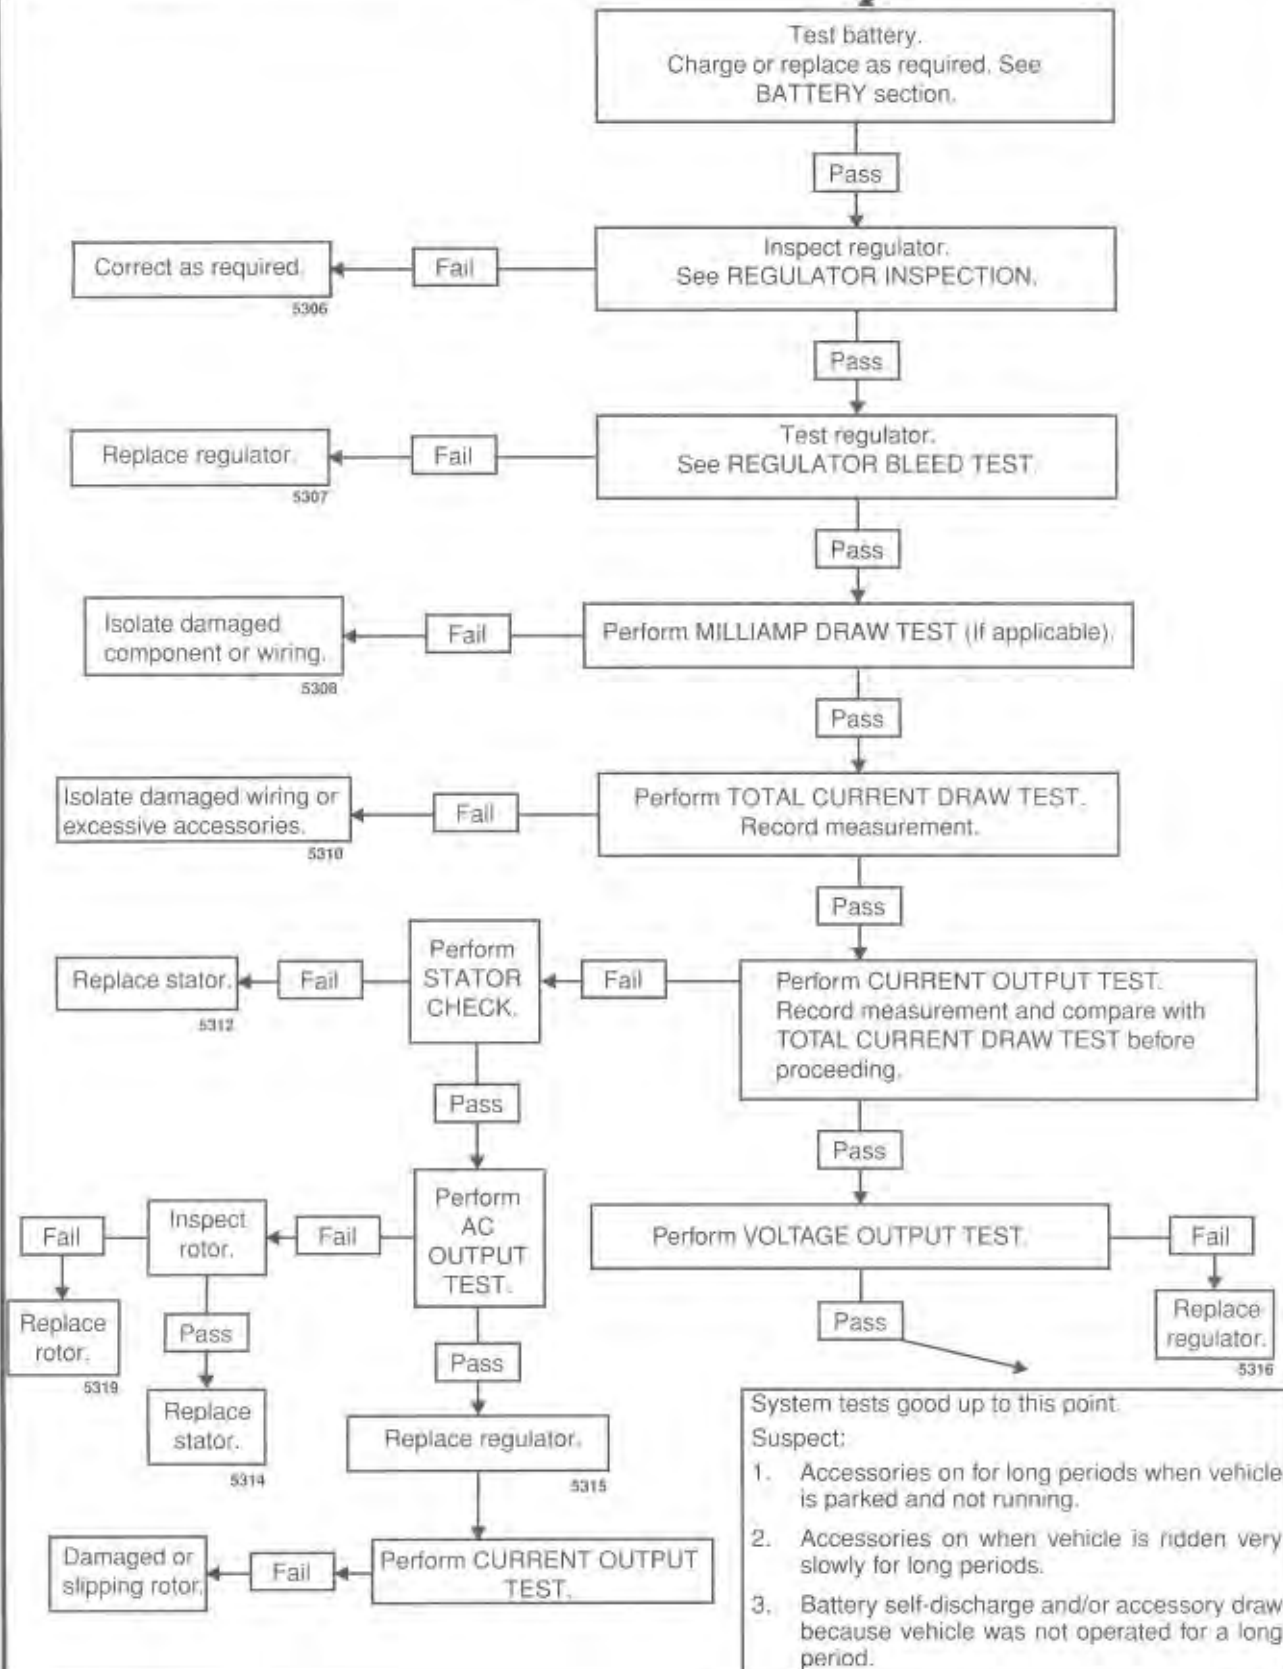 Test battery.
Charge or replace as required. See
BATTERY section.
Pass
Inspect regulator.
See REGULATOR INSPECTION.
Fail
Correct as required.
5306
Pass
Test regulator.
See REGULATOR BLEED TEST.
Fail
Replace regulator.
5307
Pass
Perform MILLIAMP DRAW TEST (If applicable).
Fail
Isolate damaged
component or wiring.
5308
Pass
Perform TOTAL CURRENT DRAW TEST.
Record measurement.
Fail
Isolate damaged wiring or
excessive accessories.
5310
Pass
Perform CURRENT OUTPUT TEST.
Record measurement and compare with
TOTAL CURRENT DRAW TEST before
proceeding.
Fail
Perform
STATOR
CHECK.
Fail
Replace stator.
5312
Pass
Perform
AC
OUTPUT
TEST.
Fail
Inspect
rotor.
Fail
Replace
rotor.
5319
Pass
Replace
stator.
5314
Pass
Replace regulator.
5315
Perform CURRENT OUTPUT
TEST.
Fail
Damaged or
slipping rotor.
Pass
Perform VOLTAGE OUTPUT TEST.
Fail
Replace
regulator.
5316
Pass
System tests good up to this point.
Suspect:
1. Accessories on for long periods when vehicle
is parked and not running.
2. Accessories on when vehicle is ridden very
slowly for long periods.
3. Battery self-discharge and/or accessory draw
because vehicle was not operated for a long
period.